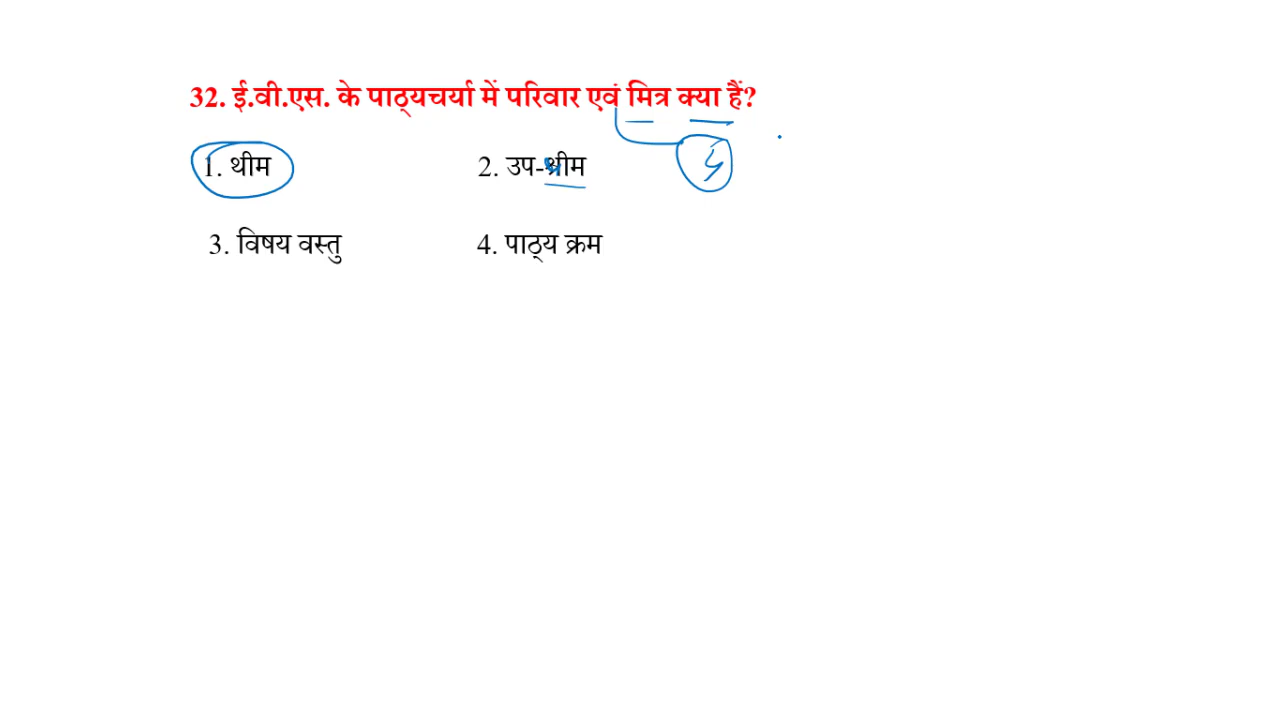 32. ई.वी.एस. के पाठ्यचर्या में परिवार एवं मित्र क्या हैं?
1. थीम 2. उप-थीम
3. विषय वस्तु 4. पाठ्य क्रम